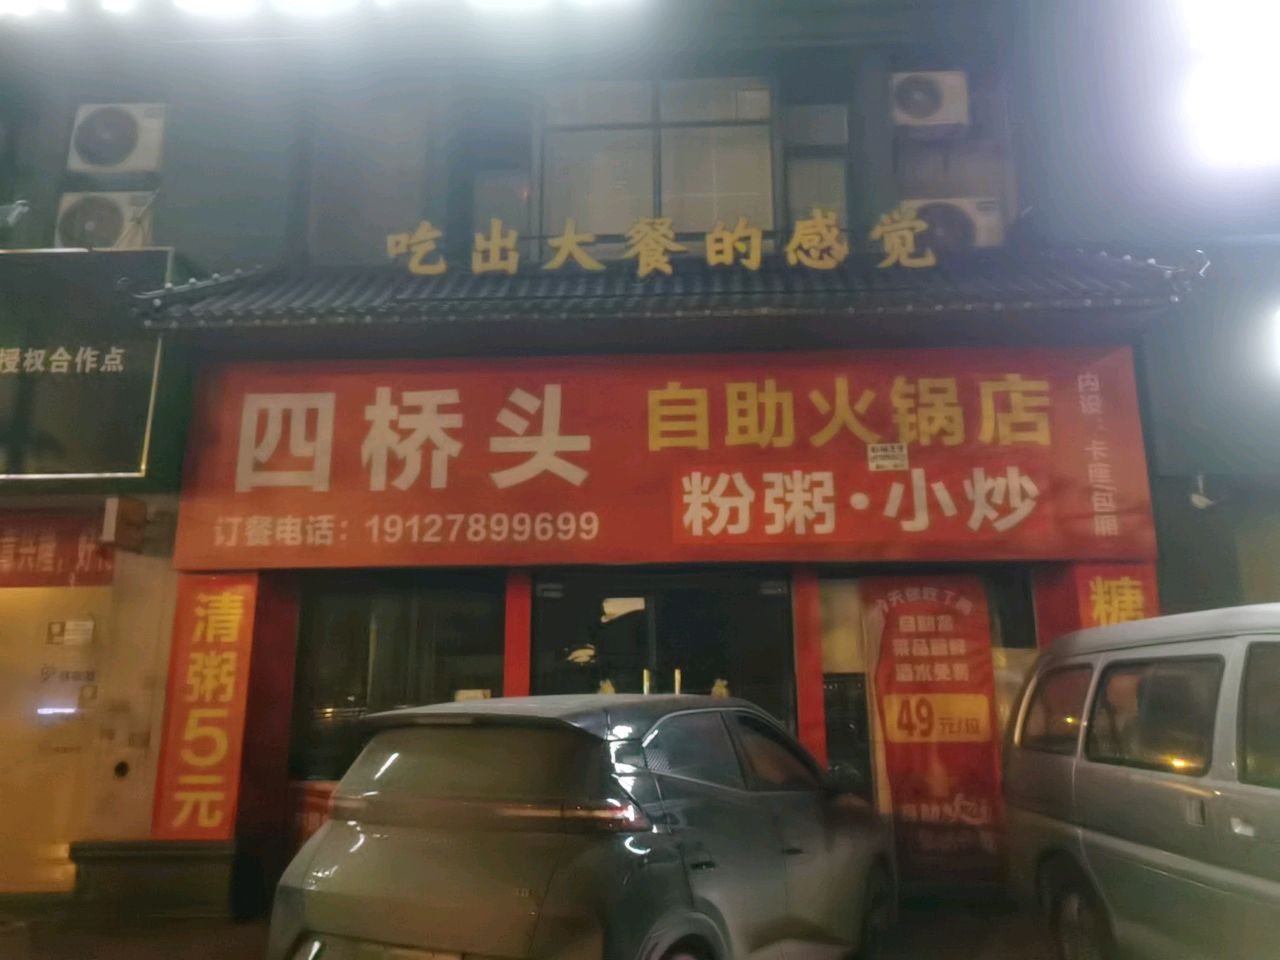 吃出大餐的感觉
授权合作点
四桥头
自助火锅店
粉粥·小炒
订餐电话：19127899699
内设：卡座包厢
清粥5元
糖
自助餐
菜品新鲜
酒水免费
49元/位